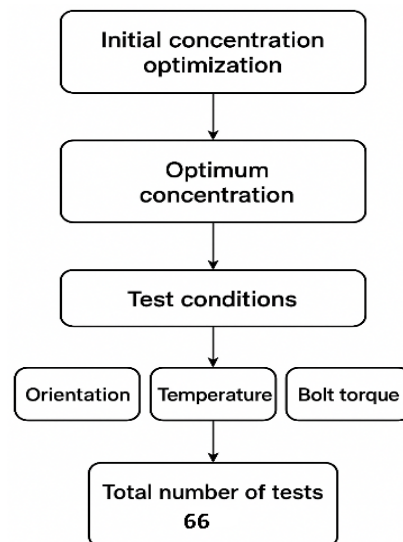 Initial concentration
optimization
Optimum
concentration
Test conditions
Orientation
Temperature
Bolt torque
Total number of tests
66